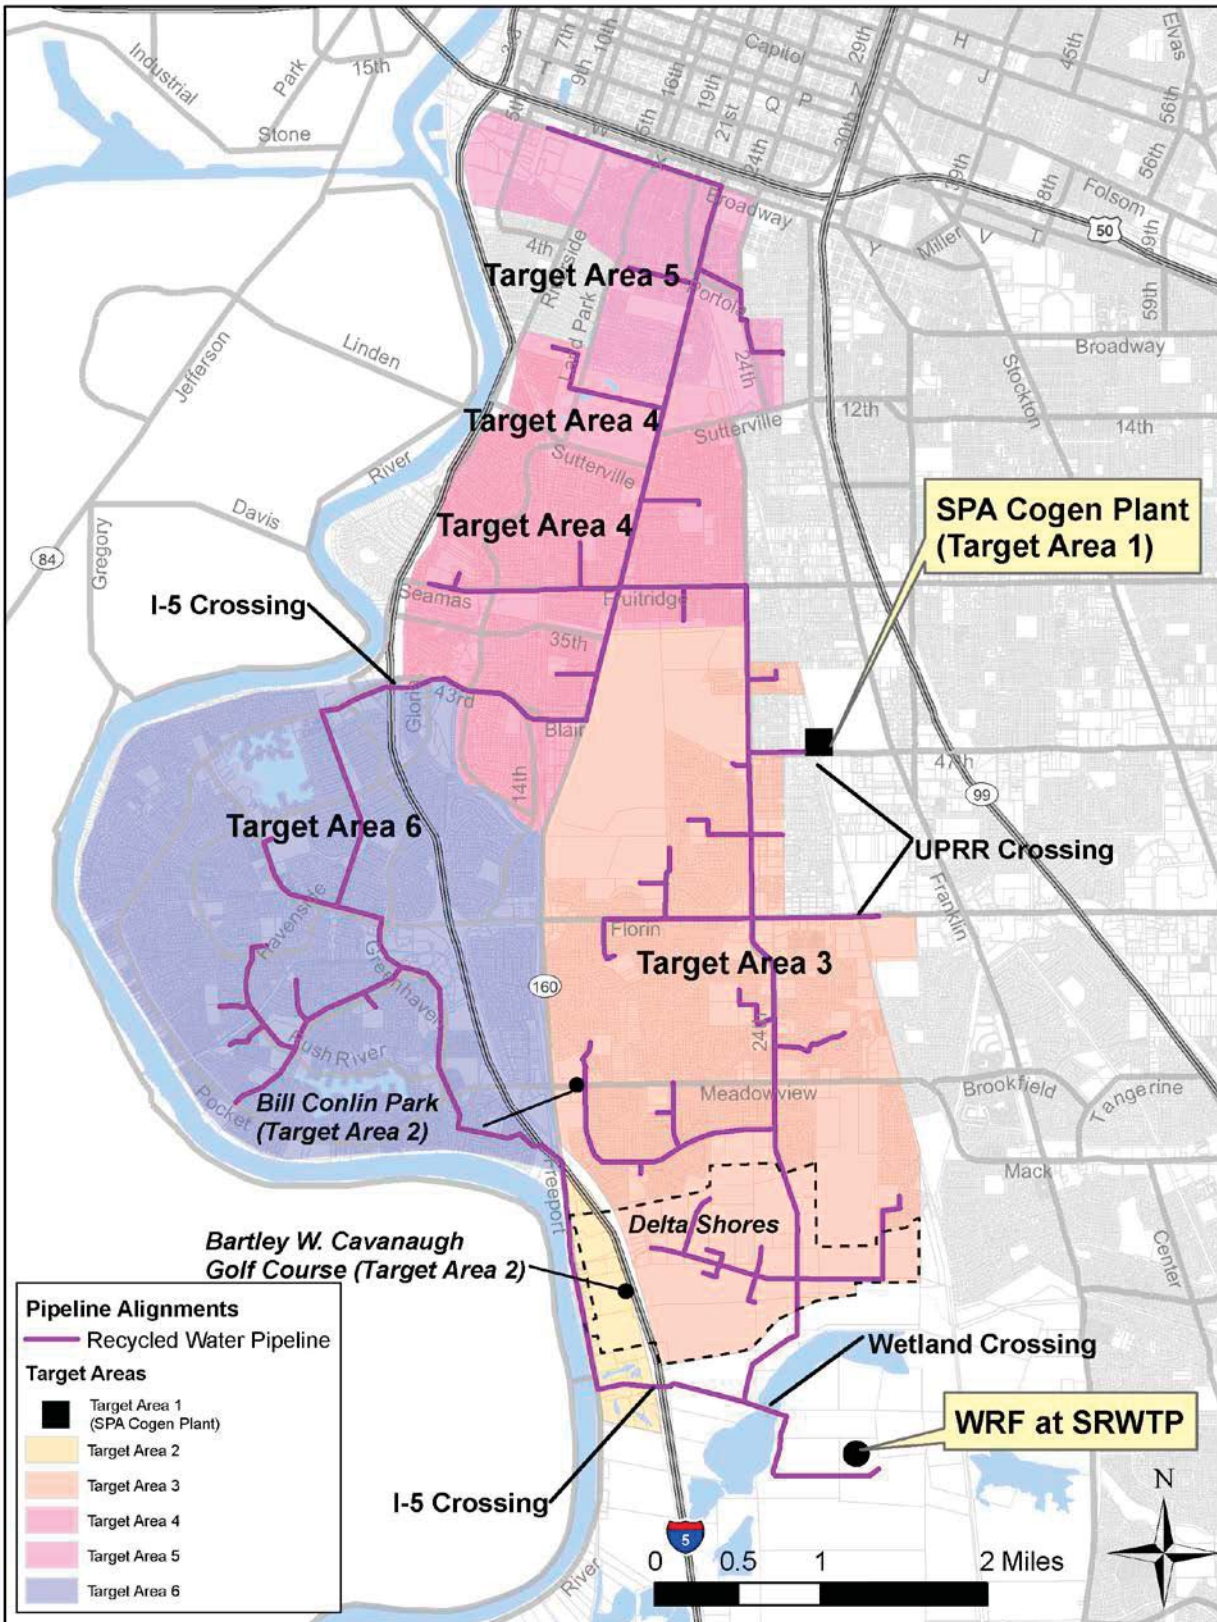 Industrial
Park
15th
Stone
5th
7th
9th
10th
16th
19th
21st
24th
Capitol
29th
H
J
Q
P
30th
45th
Elvas
56th
39th
Folsom
56th
59th
Broadway
Y
Miller
V
T
50
4th
Riverside
Target Area 5
Land Park
Portola
59th
Jefferson
Linden
24th
Stockton
Broadway
Target Area 4
Sutterville
12th
14th
River
Sutterville
Davis
Target Area 4
SPA Cogen Plant
(Target Area 1)
84
Gregory
I-5 Crossing
Seamas
Fruitridge
35th
Gloria
43rd
Blair
47th
14th
99
Target Area 6
UPRR Crossing
Franklin
Havenside
Florin
Greenhaven
Target Area 3
160
24th
Rush River
Pocket
Bill Conlin Park
(Target Area 2)
Meadowview
Brookfield
Tangerine
Mack
Freeport
Delta Shores
Center
Bartley W. Cavanaugh
Golf Course (Target Area 2)
Wetland Crossing
WRF at SRWTP
I-5 Crossing
5
River
N
0 0.5 1 2 Miles
Pipeline Alignments
Recycled Water Pipeline
Target Areas
Target Area 1
(SPA Cogen Plant)
Target Area 2
Target Area 3
Target Area 4
Target Area 5
Target Area 6